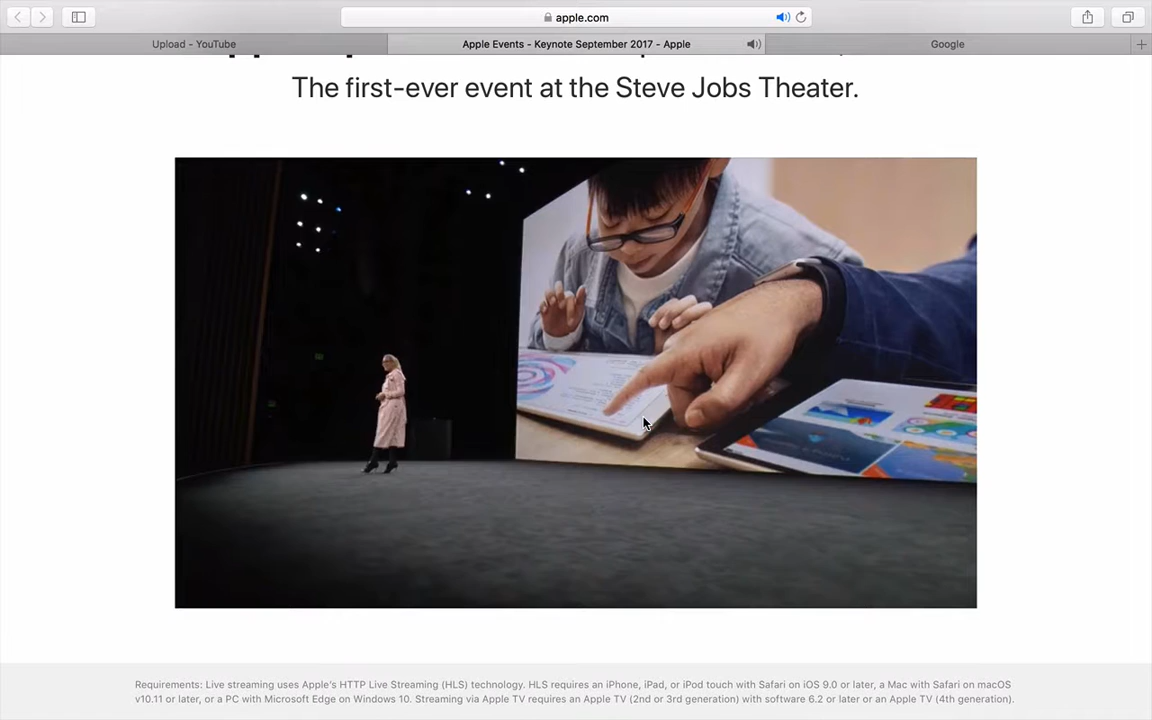 apple.com
Upload - YouTube
Apple Events - Keynote September 2017 - Apple
Google
The first-ever event at the Steve Jobs Theater.
Requirements: Live streaming uses Apple's HTTP Live Streaming (HLS) technology. HLS requires an iPhone, iPad, or iPod touch with Safari on iOS 9.0 or later, a Mac with Safari on macOS
v10.11 or later, or a PC with Microsoft Edge on Windows 10. Streaming via Apple TV requires an Apple TV (2nd or 3rd generation) with software 6.2 or later or an Apple TV (4th generation).